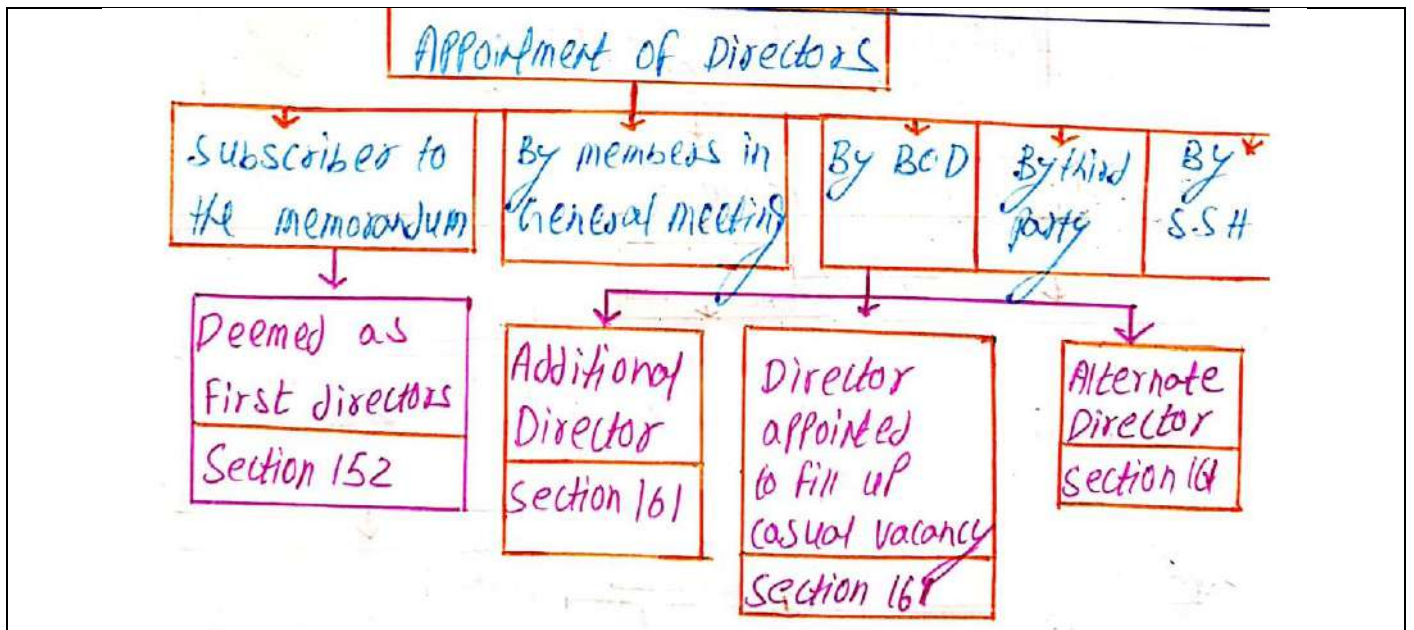 Appointment of Directors
Subscriber to
the memorandum
By members in
General meeting
By BOD
By third
party
By
S.S H
Deemed as
First directors
Section 152
Additional
Director
Section 161
Director
appointed
to fill up
casual vacancy
Section 161
Alternate
Director
Section 161